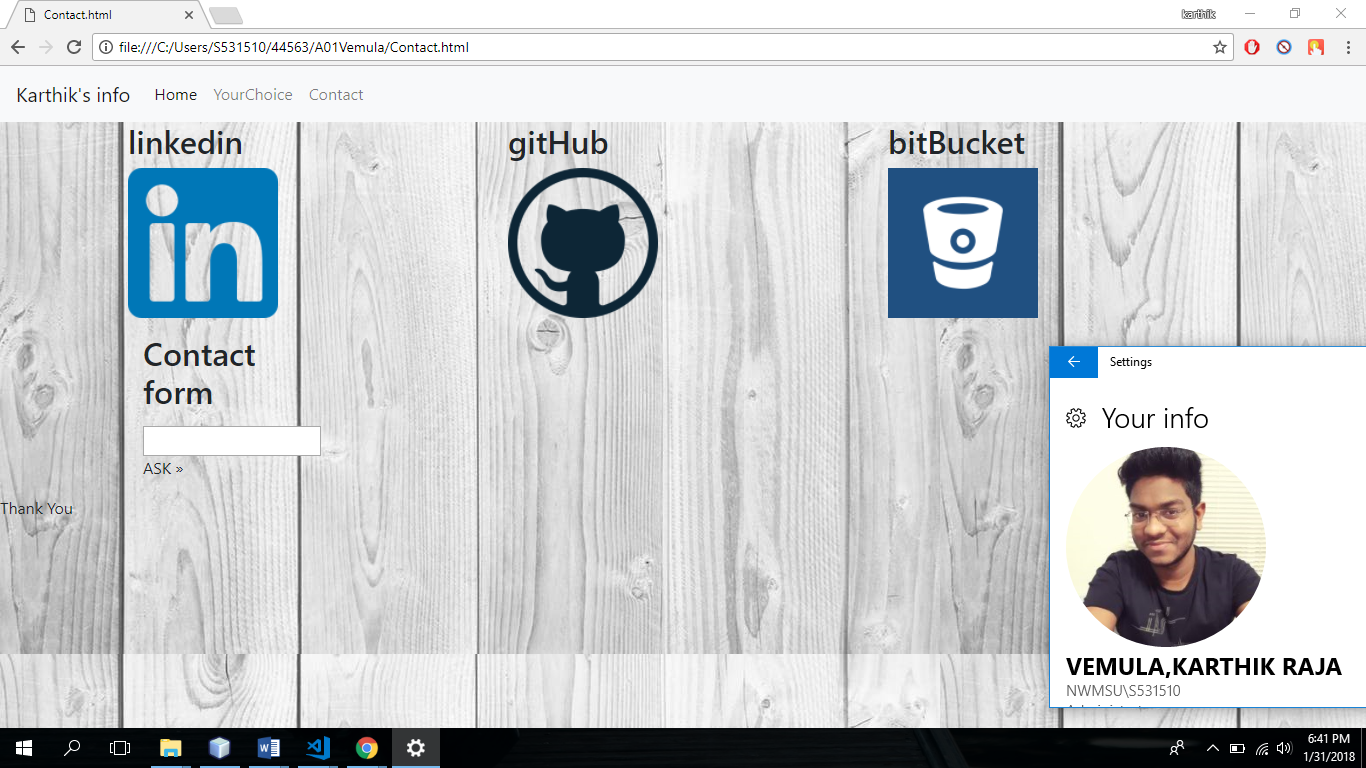 Contact.html
karthik
file:///C:/Users/S531510/44563/A01Vemula/Contact.html
Karthik's info Home YourChoice Contact
linkedin gitHub bitBucket
in
Contact
form
ASK »
Thank You
Settings
Your info
VEMULA,KARTHIK RAJA
NWMSU\S531510
6:41 PM
1/31/2018